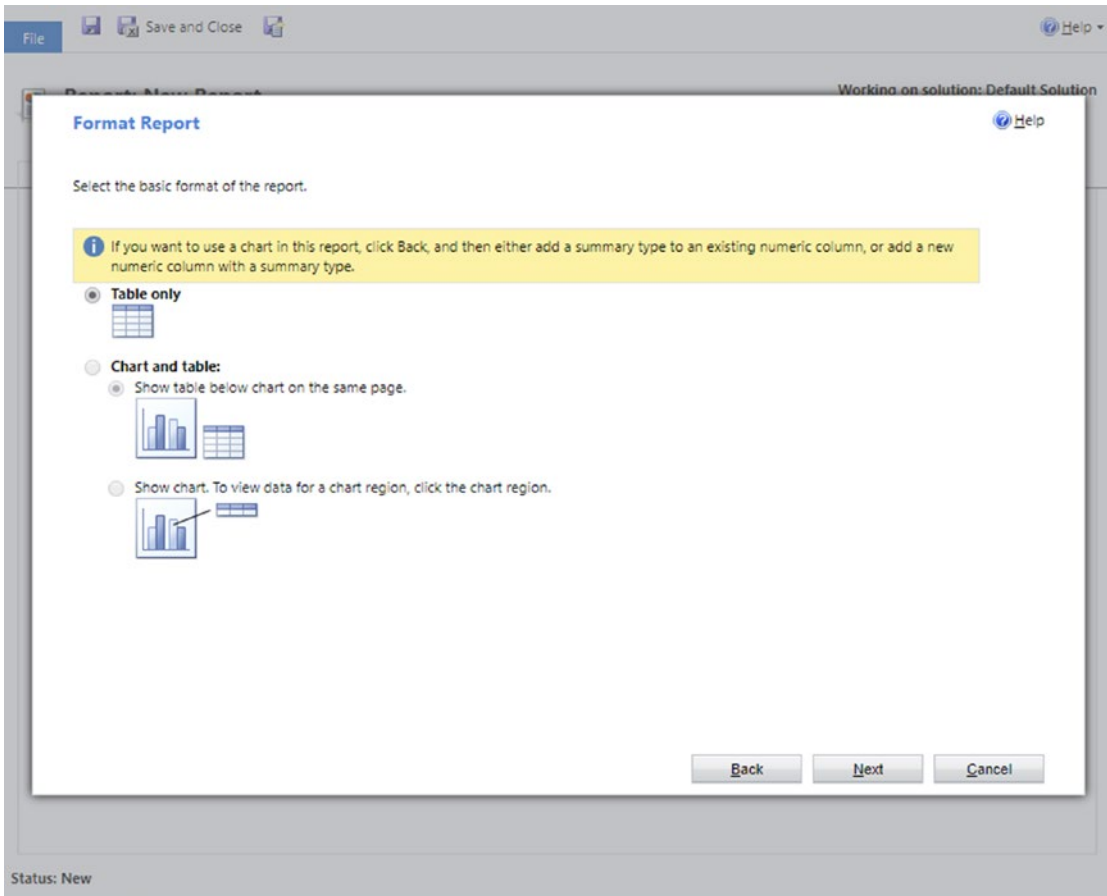 File
Save and Close
Help
Report: New Report
Working on solution: Default Solution
Format Report
Help
Select the basic format of the report.
If you want to use a chart in this report, click Back, and then either add a summary type to an existing numeric column, or add a new
numeric column with a summary type.
Table only
Chart and table:
Show table below chart on the same page.
Show chart. To view data for a chart region, click the chart region.
Back
Next
Cancel
Status: New